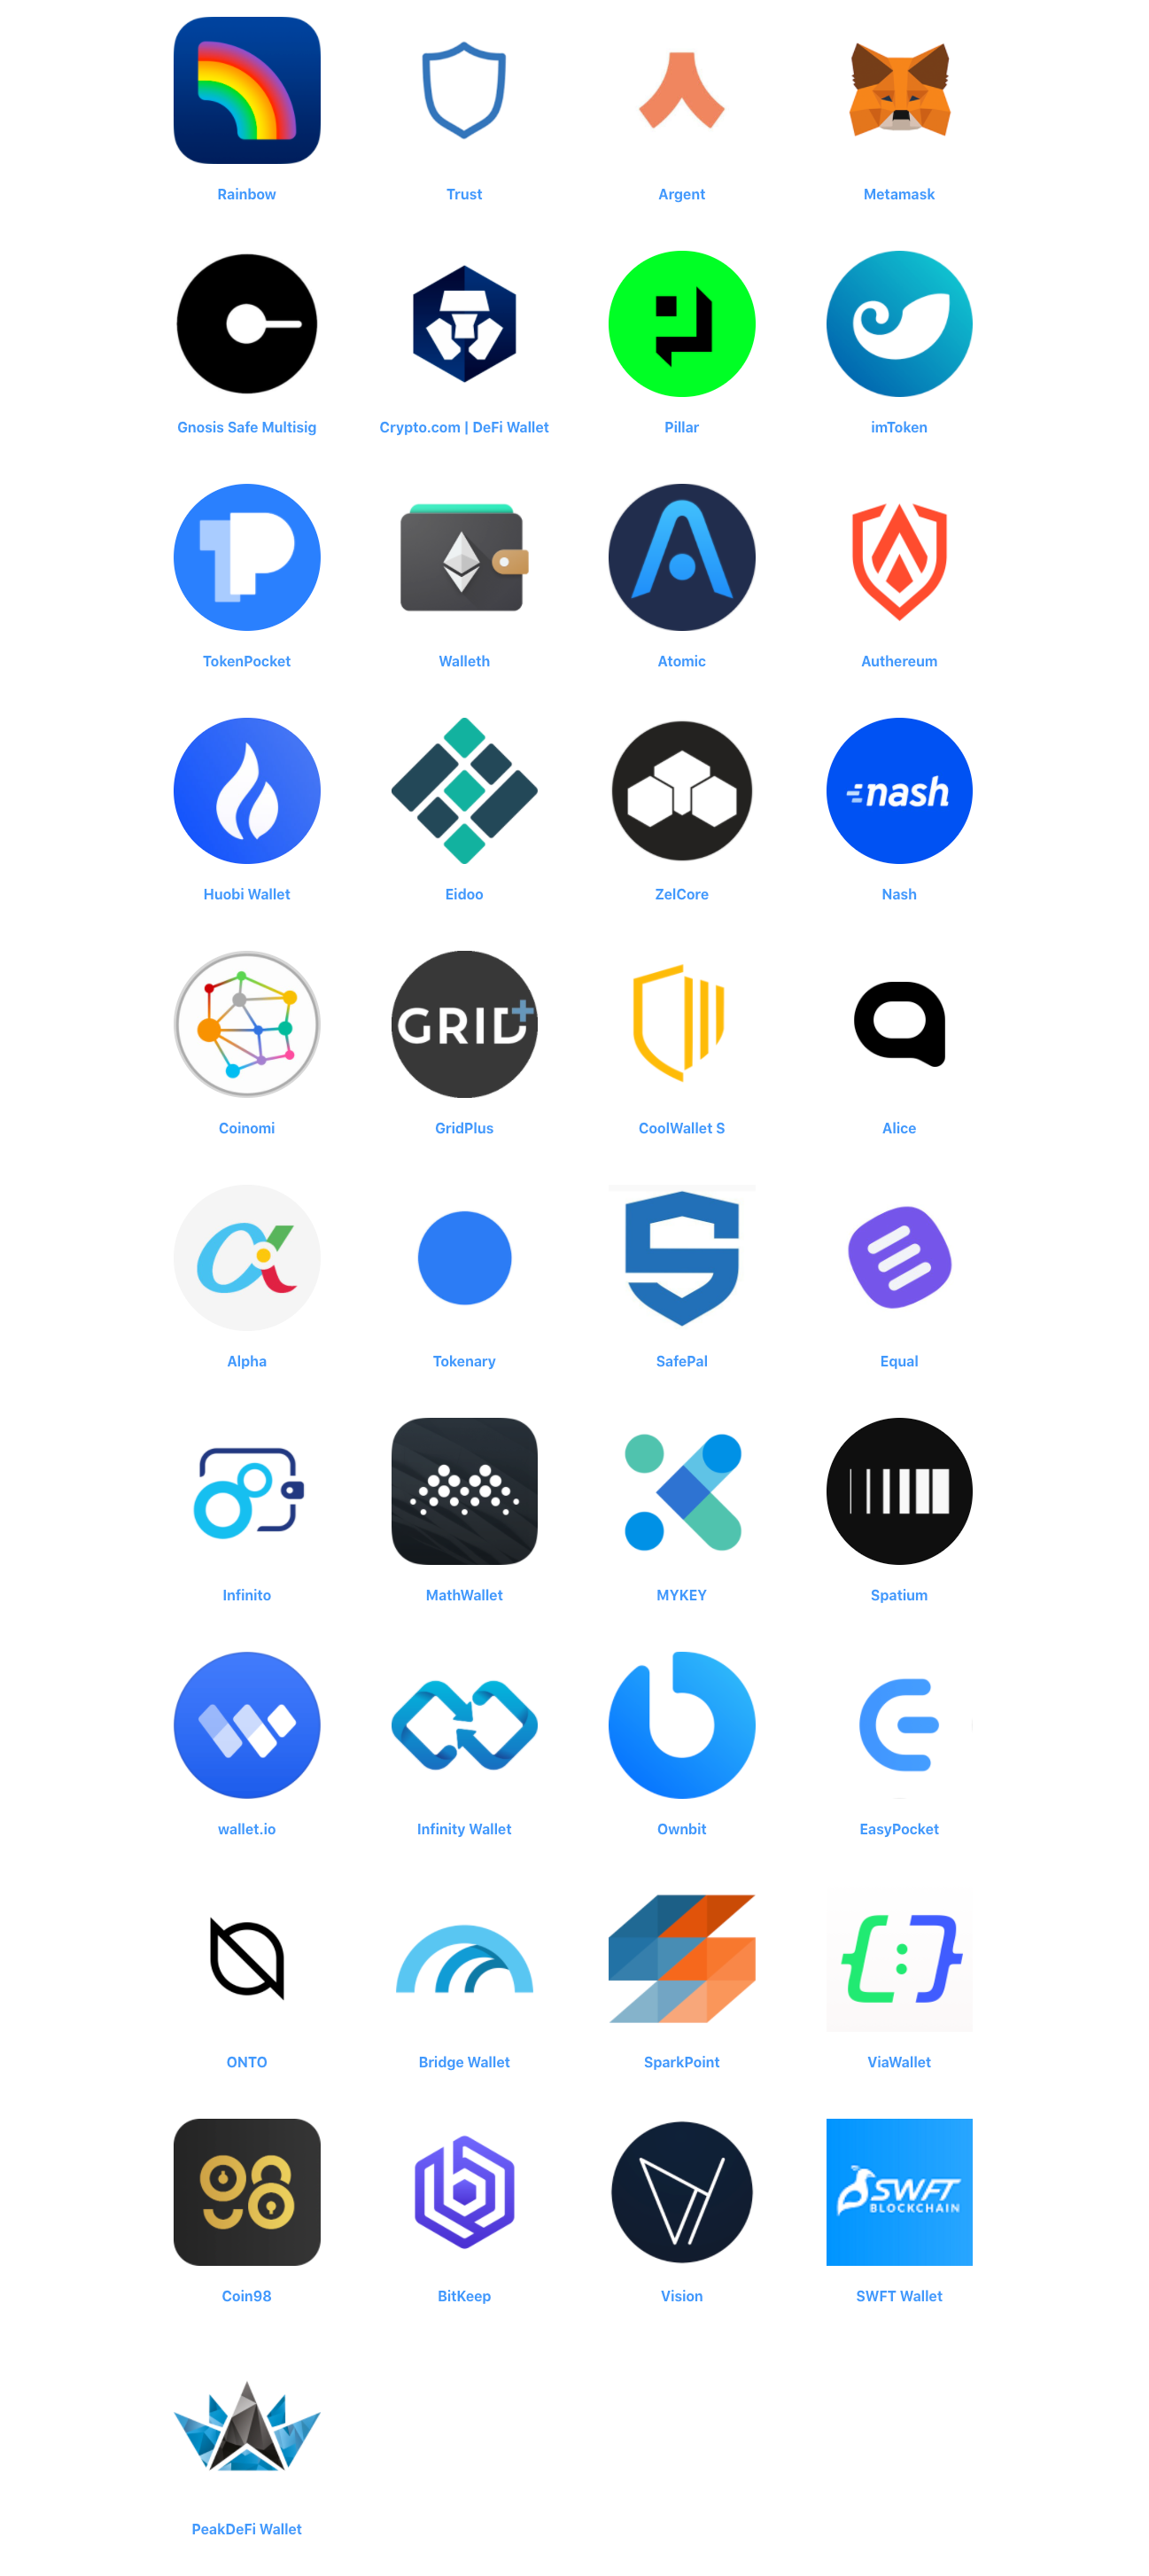 Rainbow
Trust
Argent
Metamask
Gnosis Safe Multisig
Crypto.com | DeFi Wallet
Pillar
imToken
TokenPocket
Walleth
Atomic
Authereum
nash
Huobi Wallet
Eidoo
ZelCore
Nash
GRID+
Coinomi
GridPlus
CoolWallet S
Alice
Alpha
Tokenary
SafePal
Equal
Infinito
MathWallet
MYKEY
Spatium
wallet.io
Infinity Wallet
Ownbit
EasyPocket
ONTO
Bridge Wallet
SparkPoint
ViaWallet
98
SWFT
BLOCKCHAIN
Coin98
BitKeep
Vision
SWFT Wallet
PeakDeFi Wallet